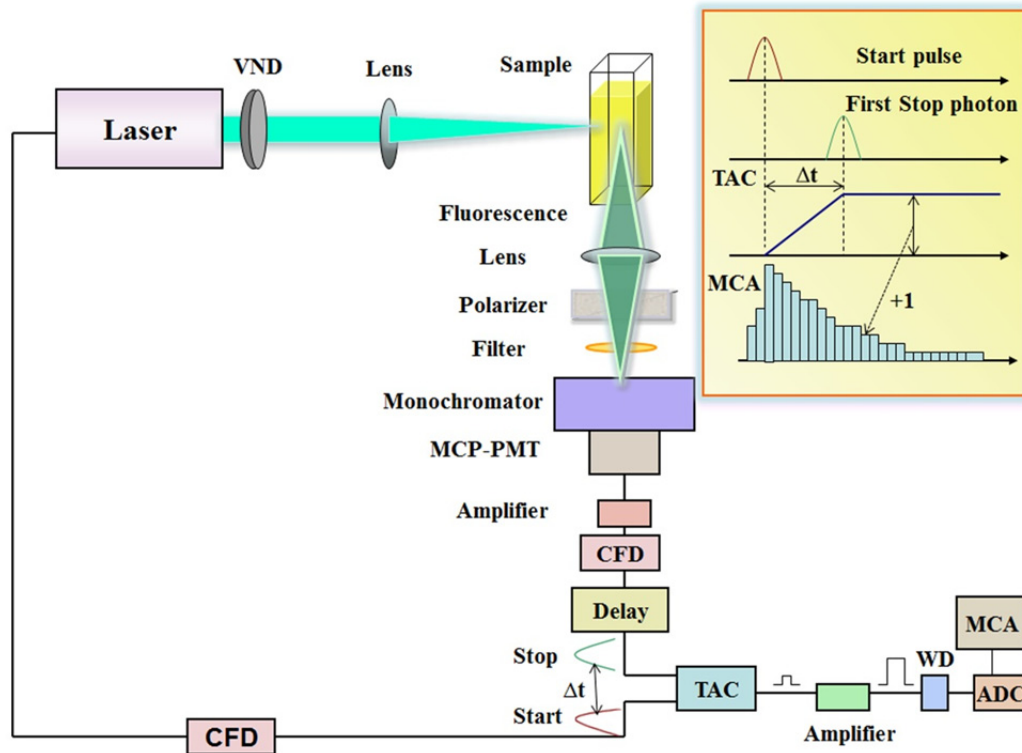 VND
Lens
Sample
Laser
Fluorescence
Lens
Polarizer
Filter
Monochromator
MCP-PMT
Amplifier
CFD
Delay
Stop
Δt
Start
CFD
TAC
Amplifier
WD
ADC
MCA
Start pulse
First Stop photon
TAC
Δt
MCA
+1